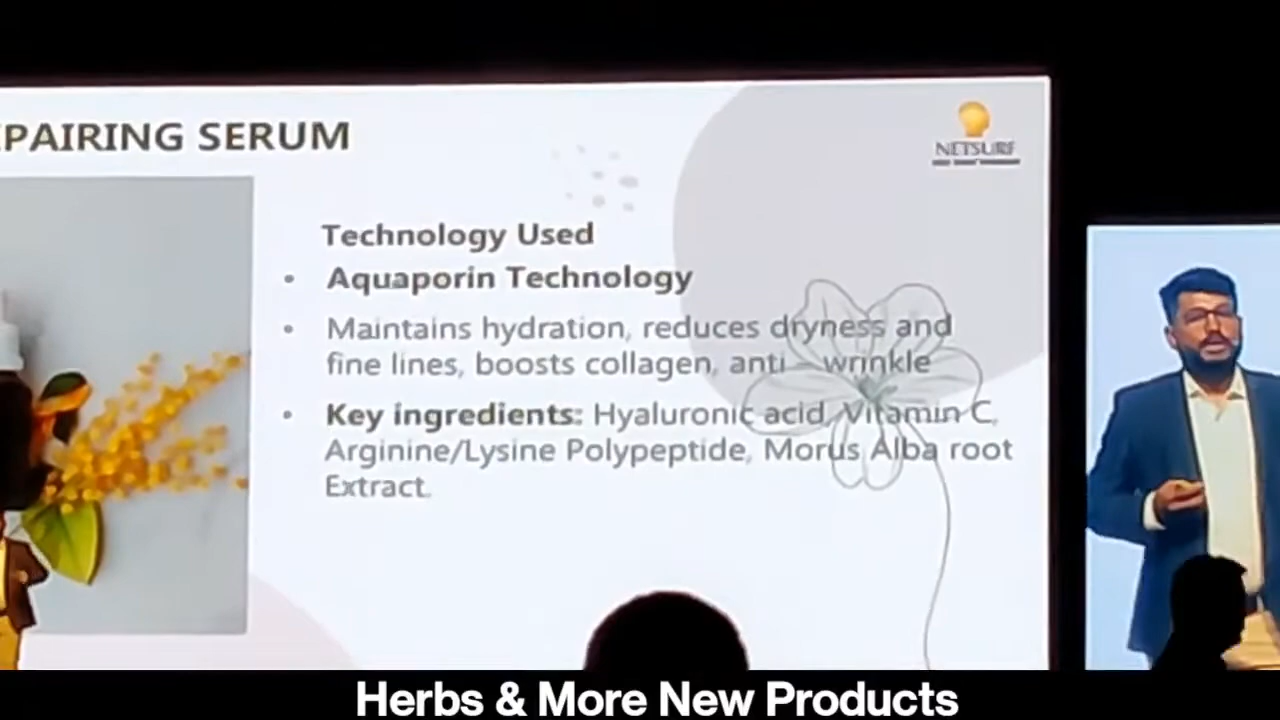 PAIRING SERUM
NETSURF
Technology Used
• Aquaporin Technology
• Maintains hydration, reduces dryness and
fine lines, boosts collagen, anti – wrinkle
• Key ingredients: Hyaluronic acid, Vitamin C,
Arginine/Lysine Polypeptide, Morus Alba root
Extract.
Herbs & More New Products